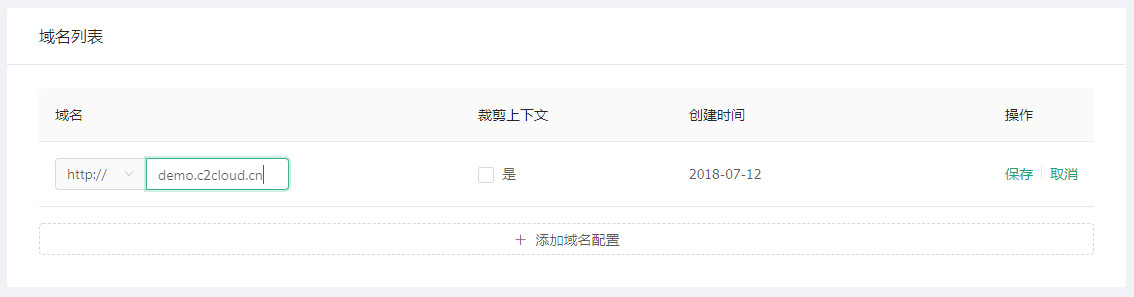 域名列表
域名 裁剪上下文 创建时间 操作
http:// demo.c2cloud.cn 是 2018-07-12 保存 取消
+ 添加域名配置